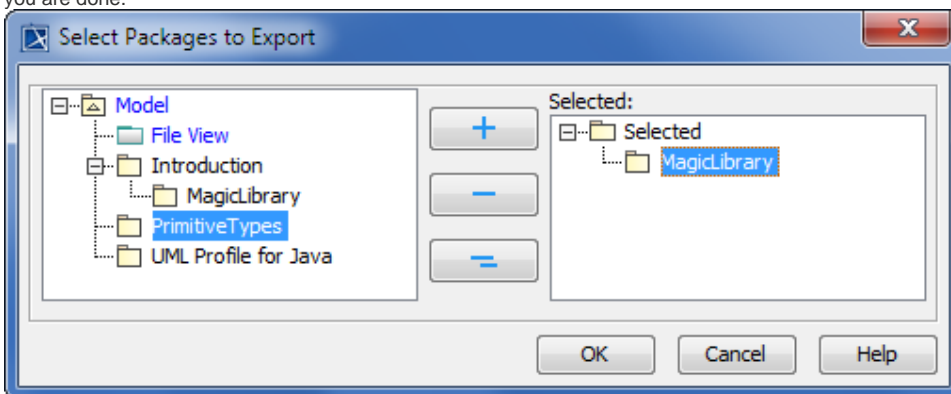 you are done.
Select Packages to Export
Model
File View
Introduction
MagicLibrary
PrimitiveTypes
UML Profile for Java
Selected:
Selected
MagicLibrary
OK Cancel Help